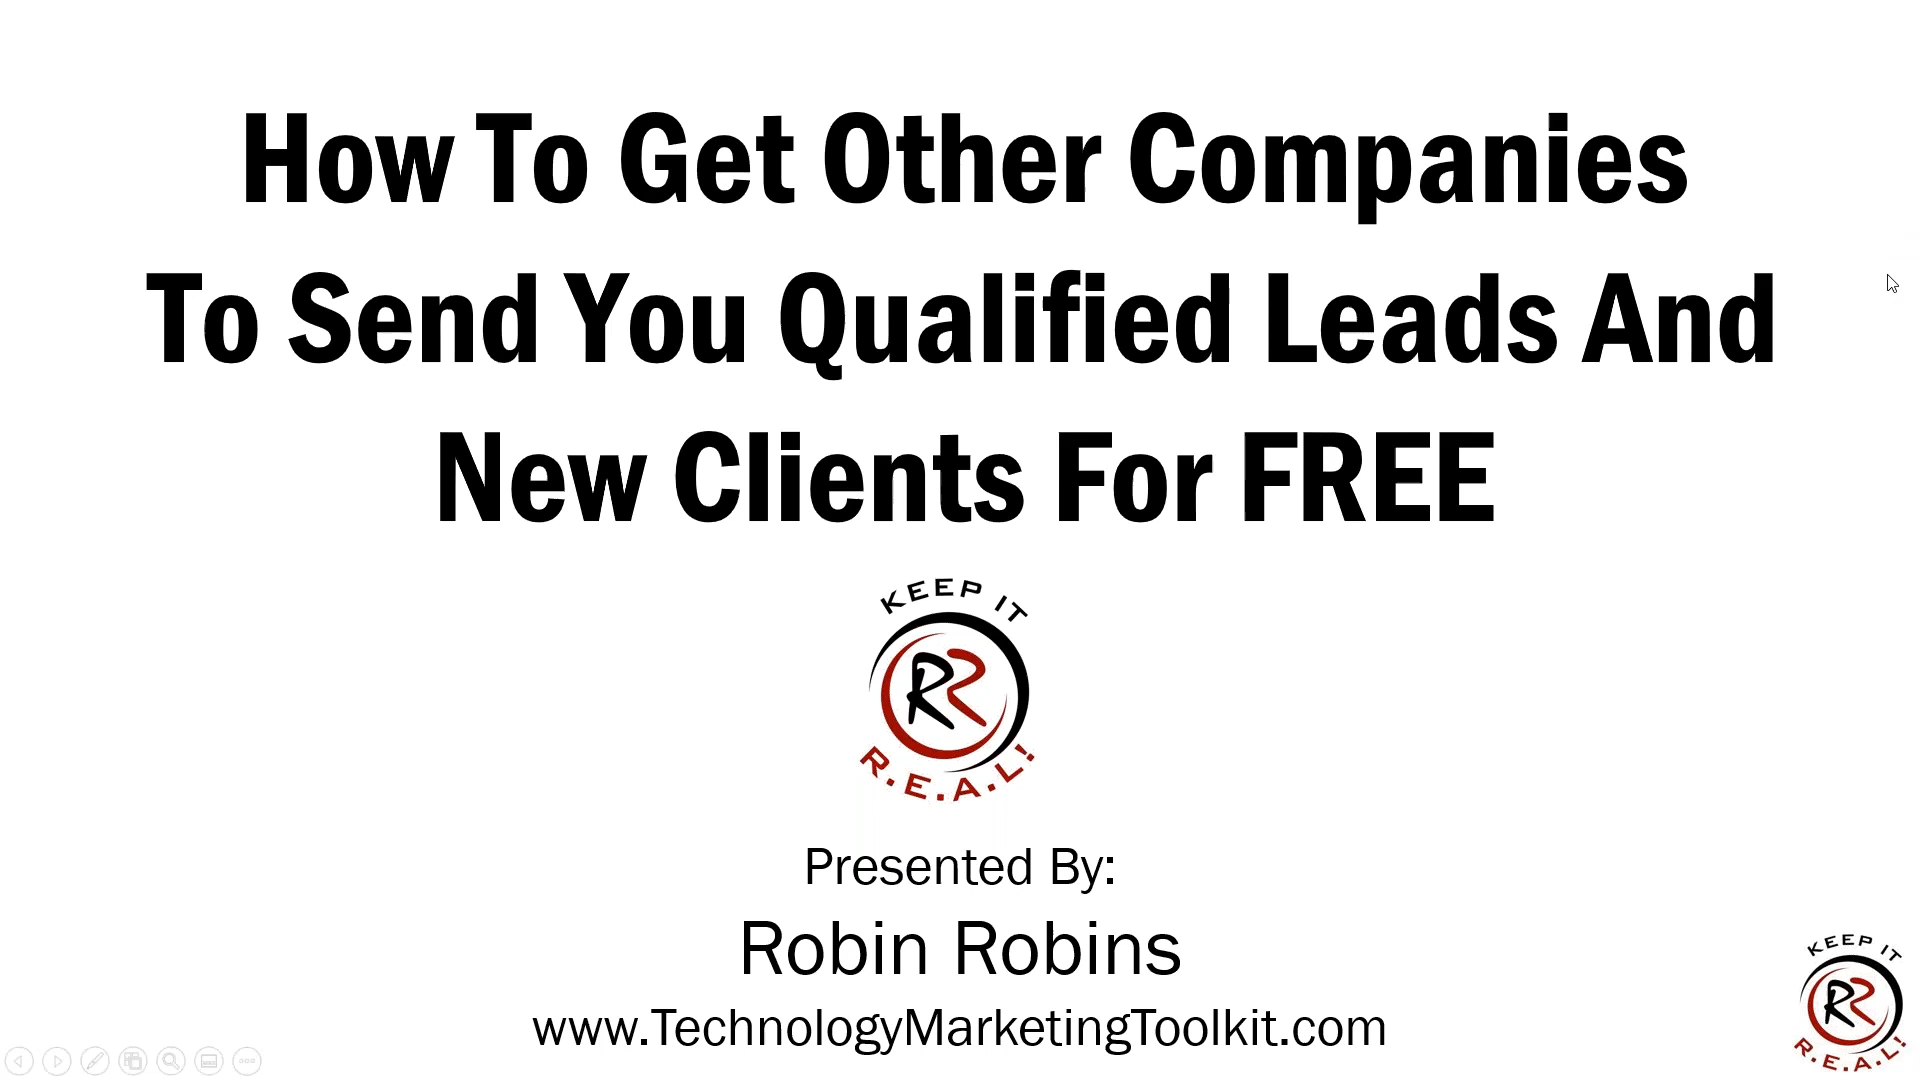 How To Get Other Companies
To Send You Qualified Leads And
New Clients For FREE
KEEP IT
RR
R.E.A.L!
Presented By:
Robin Robins
www.TechnologyMarketingToolkit.com
KEEP IT
RR
R.E.A.L!